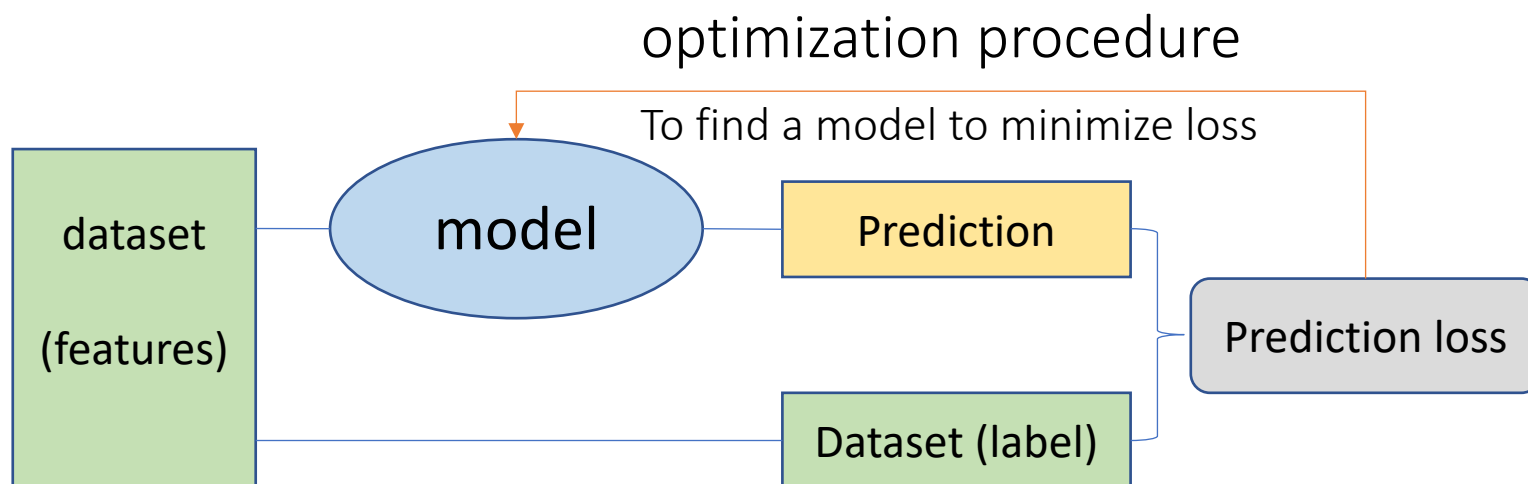 optimization procedure
To find a model to minimize loss
dataset
(features)
model
Prediction
Dataset (label)
Prediction loss